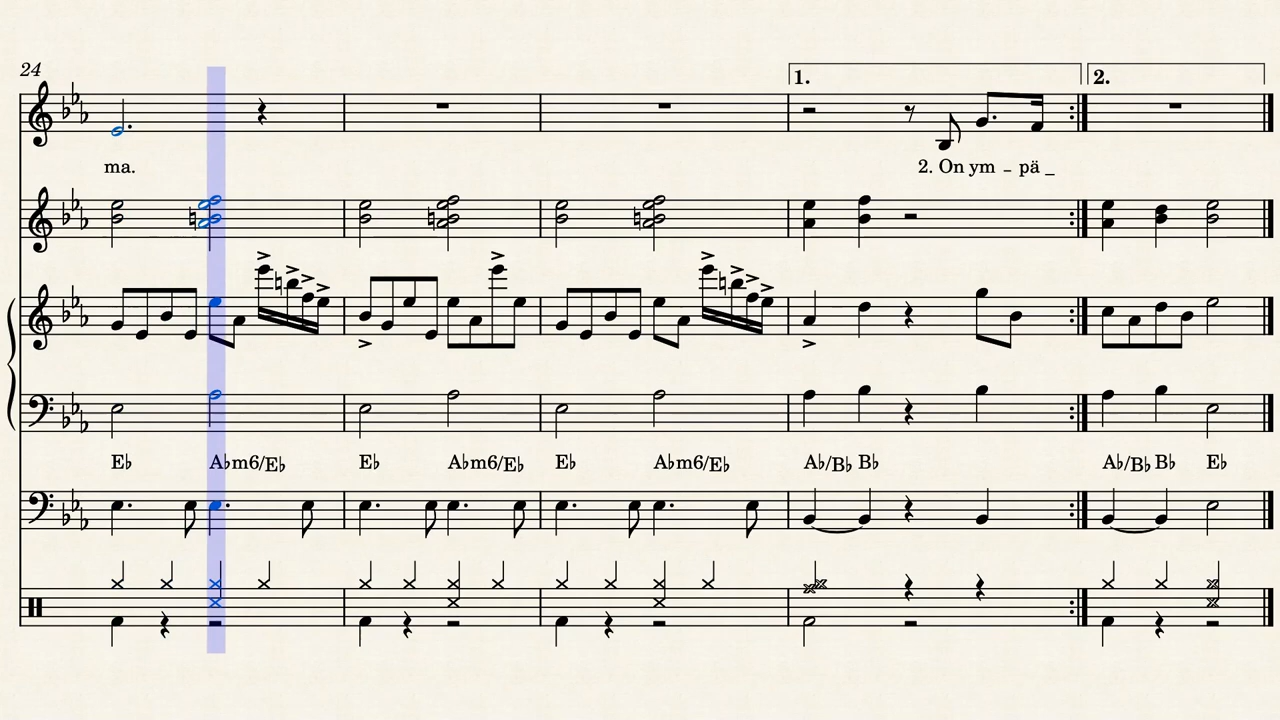 24
1. 2.
ma. 2. On ym - pä _
E♭ A♭m6/E♭ E♭ A♭m6/E♭ E♭ A♭m6/E♭ A♭/B♭ B♭ A♭/B♭ B♭ E♭